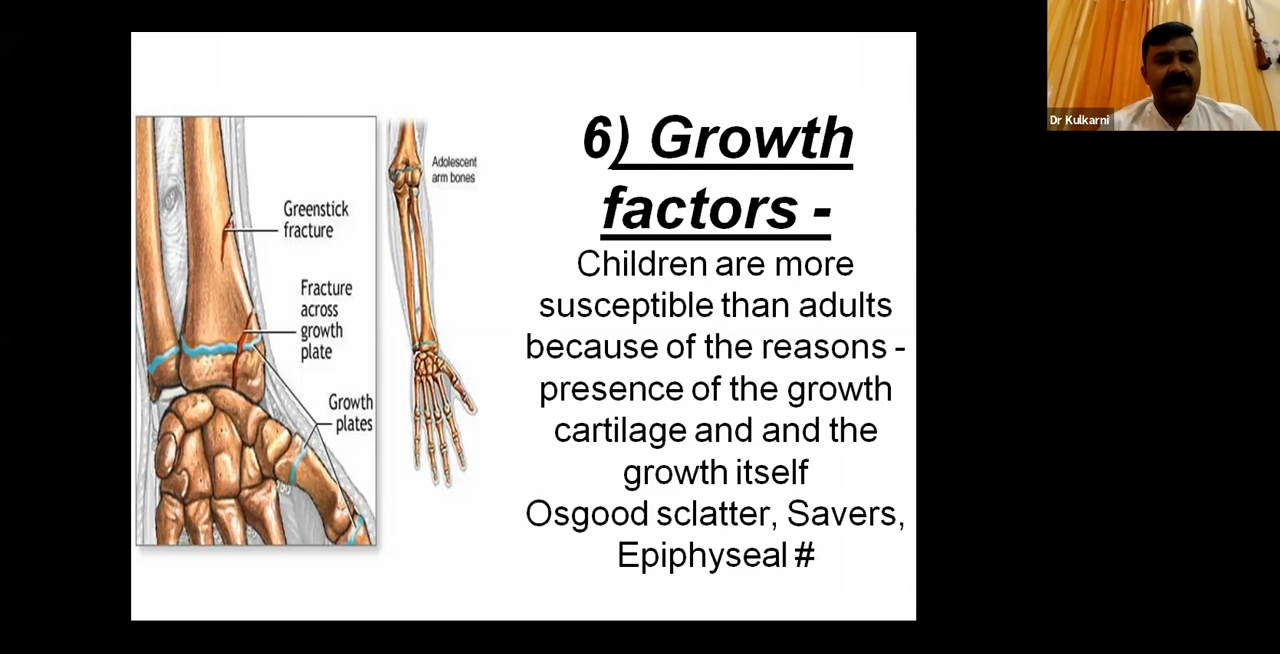 6) Growth
factors -
Children are more
susceptible than adults
because of the reasons -
presence of the growth
cartilage and and the
growth itself
Osgood sclatter, Savers,
Epiphyseal #
Adolescent
arm bones
Greenstick
fracture
Fracture
across
growth
plate
Growth
plates
Dr Kulkarni